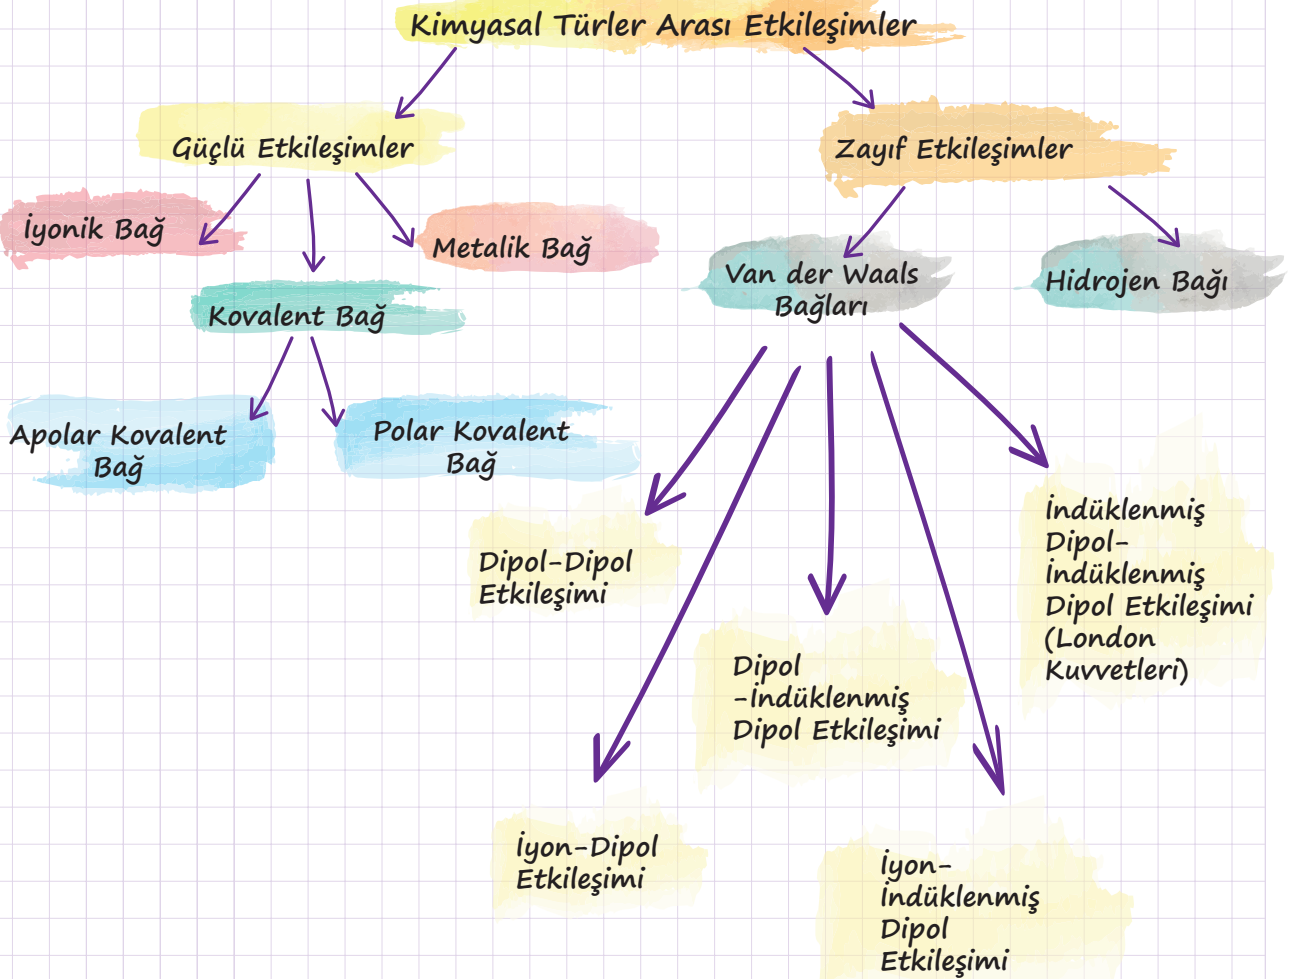 Kimyasal Türler Arası Etkileşimler
Güçlü Etkileşimler
Zayıf Etkileşimler
İyonik Bağ
Metalik Bağ
Kovalent Bağ
Van der Waals
Bağları
Hidrojen Bağı
Apolar Kovalent
Bağ
Polar Kovalent
Bağ
Dipol-Dipol
Etkileşimi
İndüklenmiş
Dipol-
İndüklenmiş
Dipol Etkileşimi
(London
Kuvvetleri)
Dipol
-İndüklenmiş
Dipol Etkileşimi
İyon-Dipol
Etkileşimi
İyon-
İndüklenmiş
Dipol
Etkileşimi